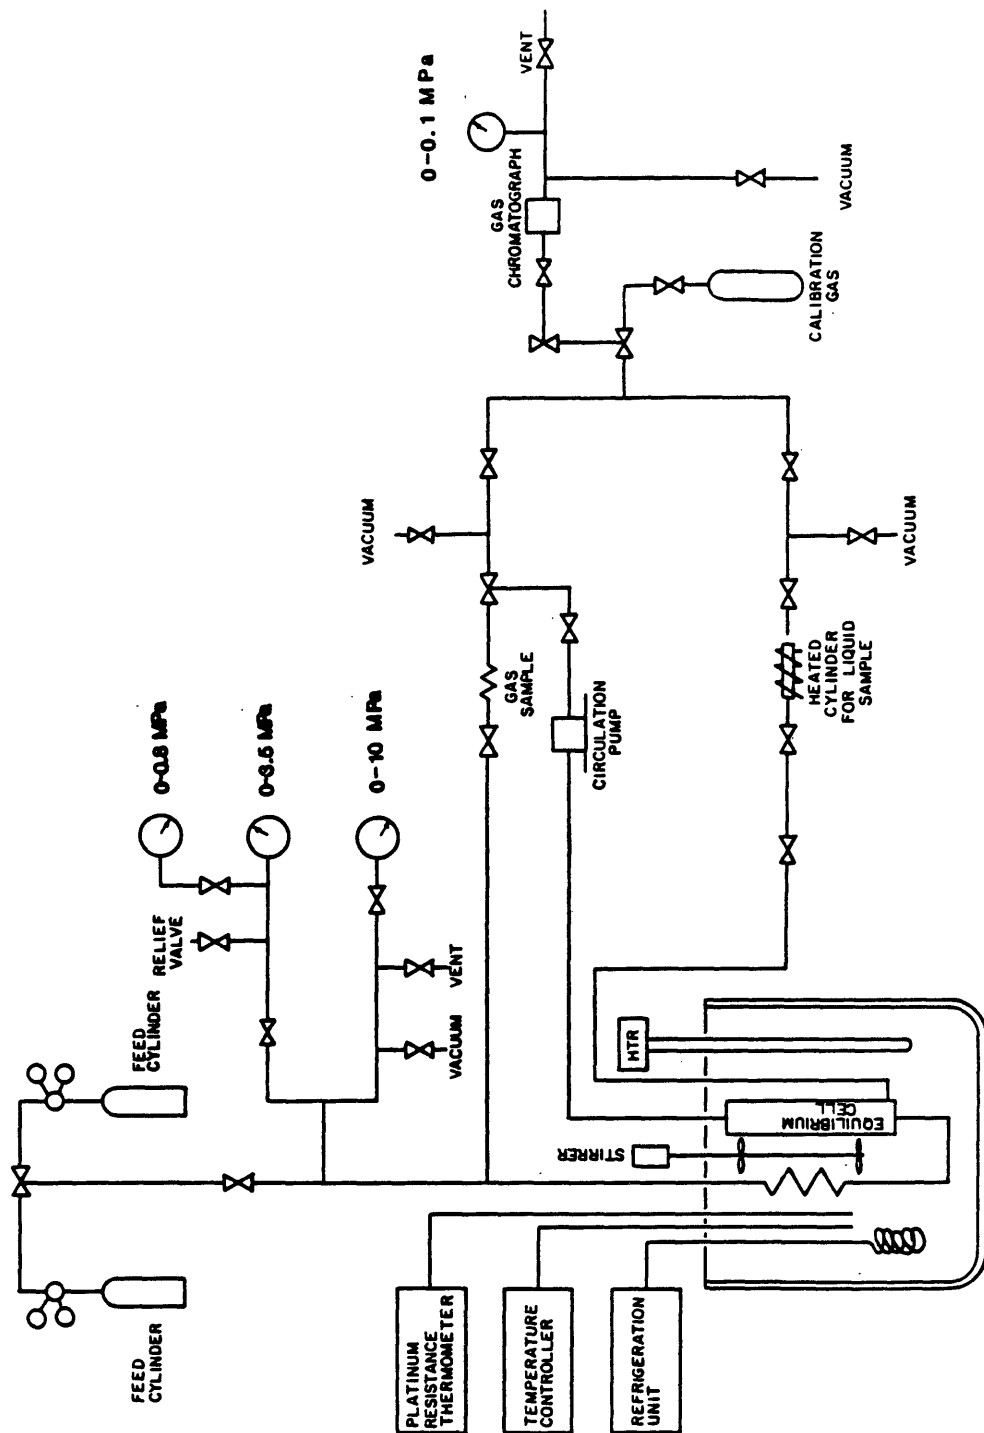 VENT
0-0.1 MPa
GAS
CHROMATOGRAPH
VACUUM
CALIBRATION
GAS
VACUUM
VACUUM
GAS
SAMPLE
HEATED
CYLINDER
FOR LIQUID
SAMPLE
CIRCULATION
PUMP
0-0.8 MPa
0-3.5 MPa
0-10 MPa
RELIEF
VALVE
VENT
VACUUM
FEED
CYLINDER
HTR
EQUILIBRIUM
CELL
STIRRER
FEED
CYLINDER
PLATINUM
RESISTANCE
THERMOMETER
TEMPERATURE
CONTROLLER
REFRIGERATION
UNIT